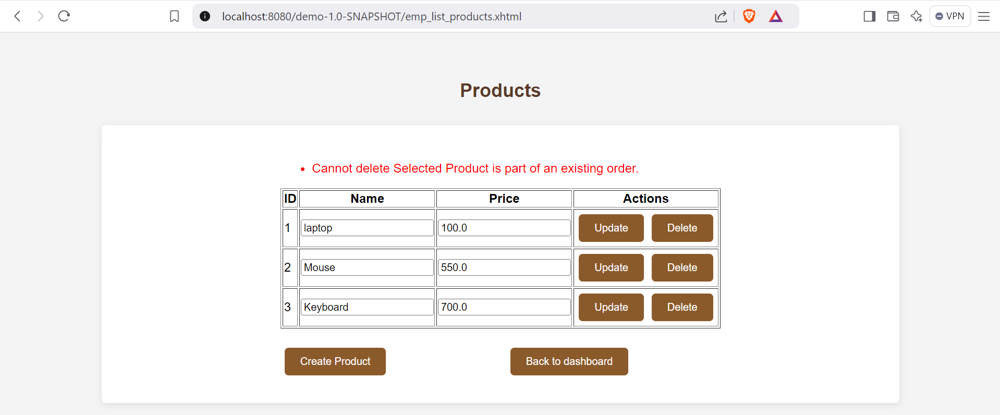 localhost:8080/demo-1.0-SNAPSHOT/emp_list_products.xhtml
VPN
Products
Cannot delete Selected Product is part of an existing order.
ID Name Price Actions
1 laptop 100.0 Update Delete
2 Mouse 550.0 Update Delete
3 Keyboard 700.0 Update Delete
Create Product Back to dashboard